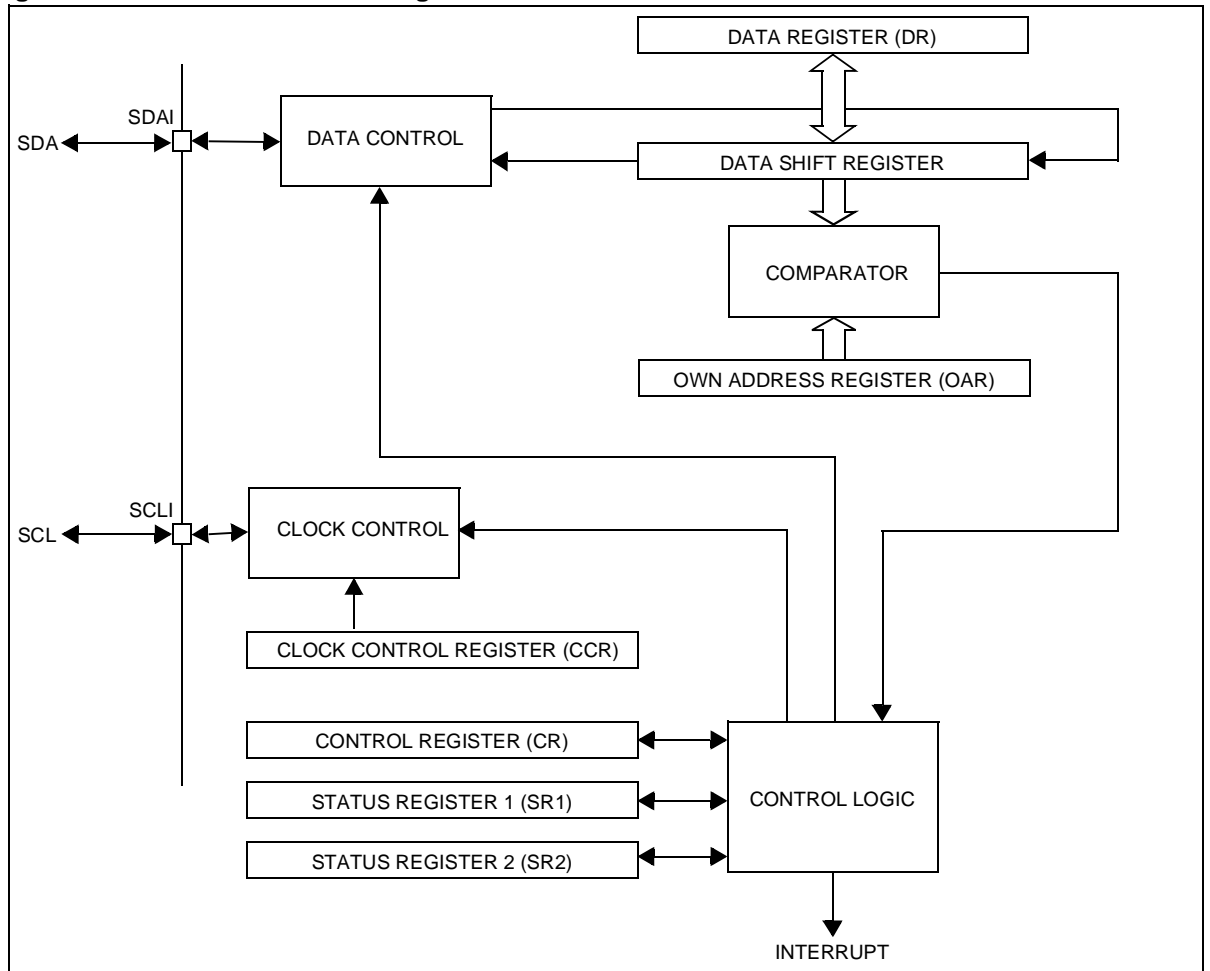 DATA REGISTER (DR)
SDAI
SDA
DATA CONTROL
DATA SHIFT REGISTER
COMPARATOR
OWN ADDRESS REGISTER (OAR)
SCLI
SCL
CLOCK CONTROL
CLOCK CONTROL REGISTER (CCR)
CONTROL REGISTER (CR)
STATUS REGISTER 1 (SR1)
CONTROL LOGIC
STATUS REGISTER 2 (SR2)
INTERRUPT